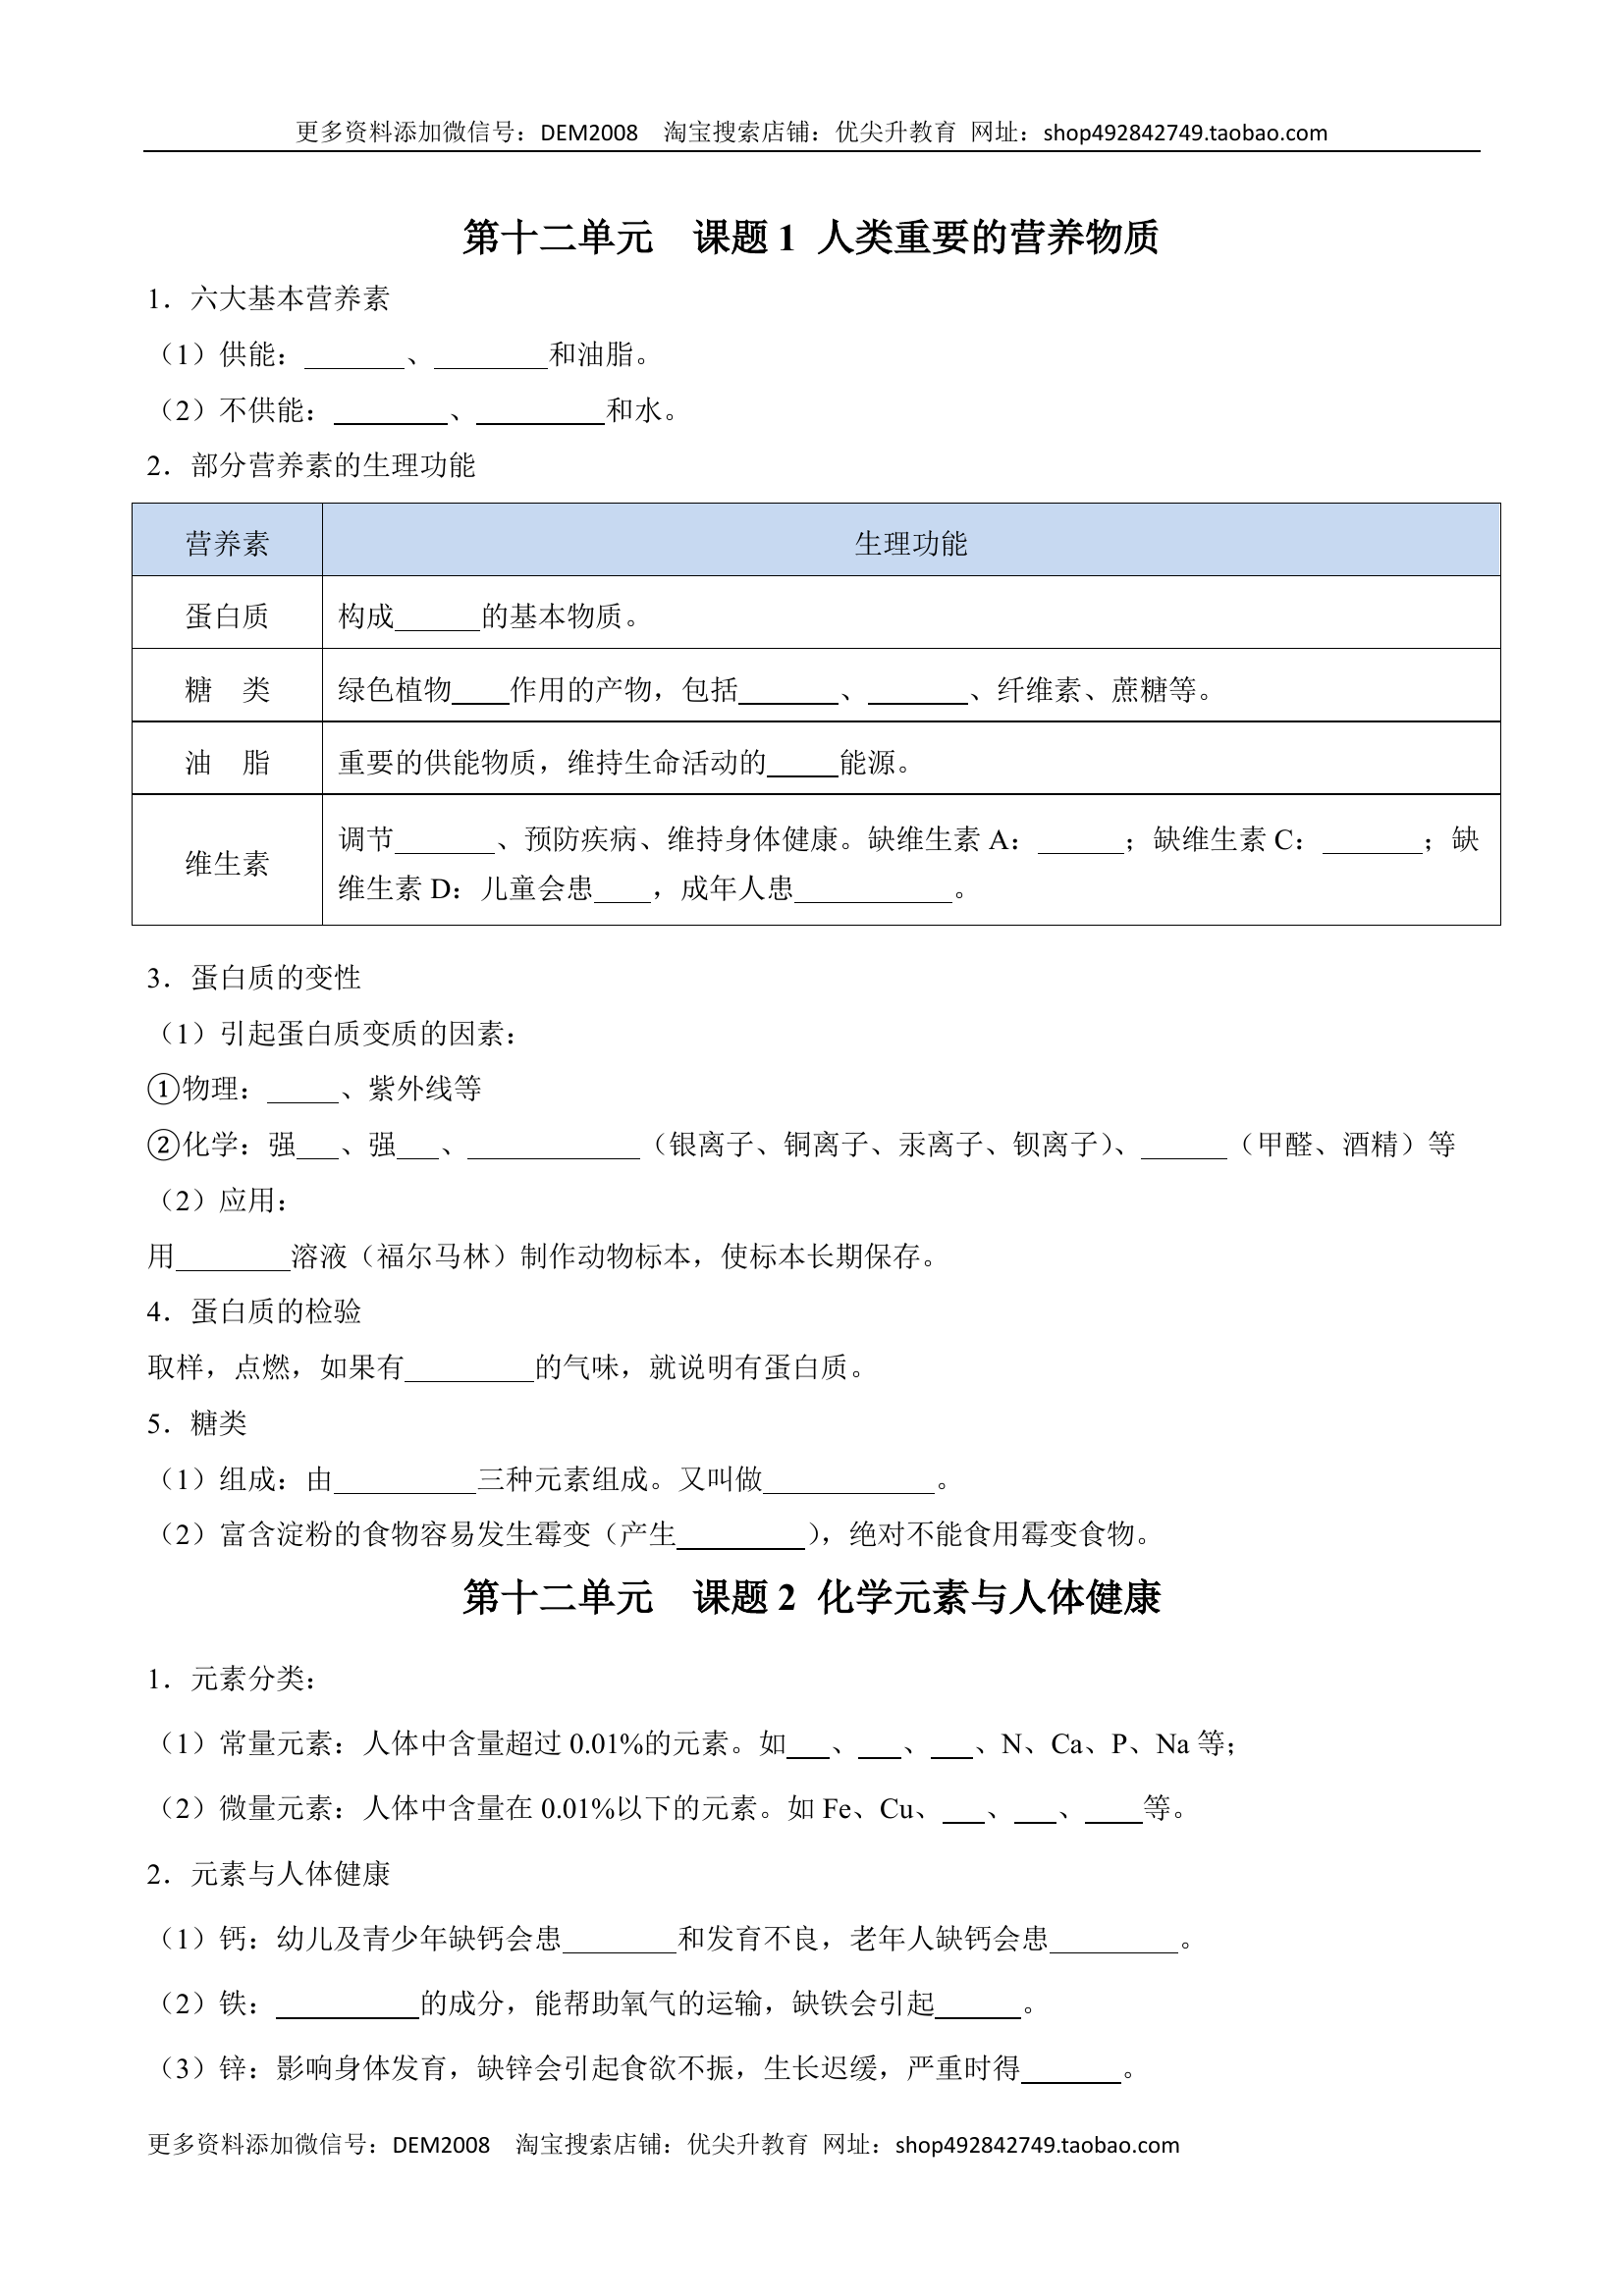 更多资料添加微信号：DEM2008 淘宝搜索店铺：优尖升教育 网址：shop492842749.taobao.com
第十二单元 课题 1 人类重要的营养物质
1．六大基本营养素
（1）供能：_______、________和油脂。
（2）不供能：________、_________和水。
2．部分营养素的生理功能
营养素 生理功能
蛋白质 构成______的基本物质。
糖 类 绿色植物____作用的产物，包括_______、_______、纤维素、蔗糖等。
油 脂 重要的供能物质，维持生命活动的_____能源。
维生素 调节_______、预防疾病、维持身体健康。缺维生素 A：______；缺维生素 C：_______；缺
维生素 D：儿童会患____，成年人患___________。
3．蛋白质的变性
（1）引起蛋白质变质的因素：
①物理：_____、紫外线等
②化学：强___、强___、____________（银离子、铜离子、汞离子、钡离子）、______（甲醛、酒精）等
（2）应用：
用________溶液（福尔马林）制作动物标本，使标本长期保存。
4．蛋白质的检验
取样，点燃，如果有_________的气味，就说明有蛋白质。
5．糖类
（1）组成：由__________三种元素组成。又叫做____________。
（2）富含淀粉的食物容易发生霉变（产生_________），绝对不能食用霉变食物。
第十二单元 课题 2 化学元素与人体健康
1．元素分类：
（1）常量元素：人体中含量超过 0.01%的元素。如___、___、___、N、Ca、P、Na 等；
（2）微量元素：人体中含量在 0.01%以下的元素。如 Fe、Cu、___、___、____等。
2．元素与人体健康
（1）钙：幼儿及青少年缺钙会患________和发育不良，老年人缺钙会患_________。
（2）铁：__________的成分，能帮助氧气的运输，缺铁会引起______。
（3）锌：影响身体发育，缺锌会引起食欲不振，生长迟缓，严重时得_______。
更多资料添加微信号：DEM2008 淘宝搜索店铺：优尖升教育 网址：shop492842749.taobao.com